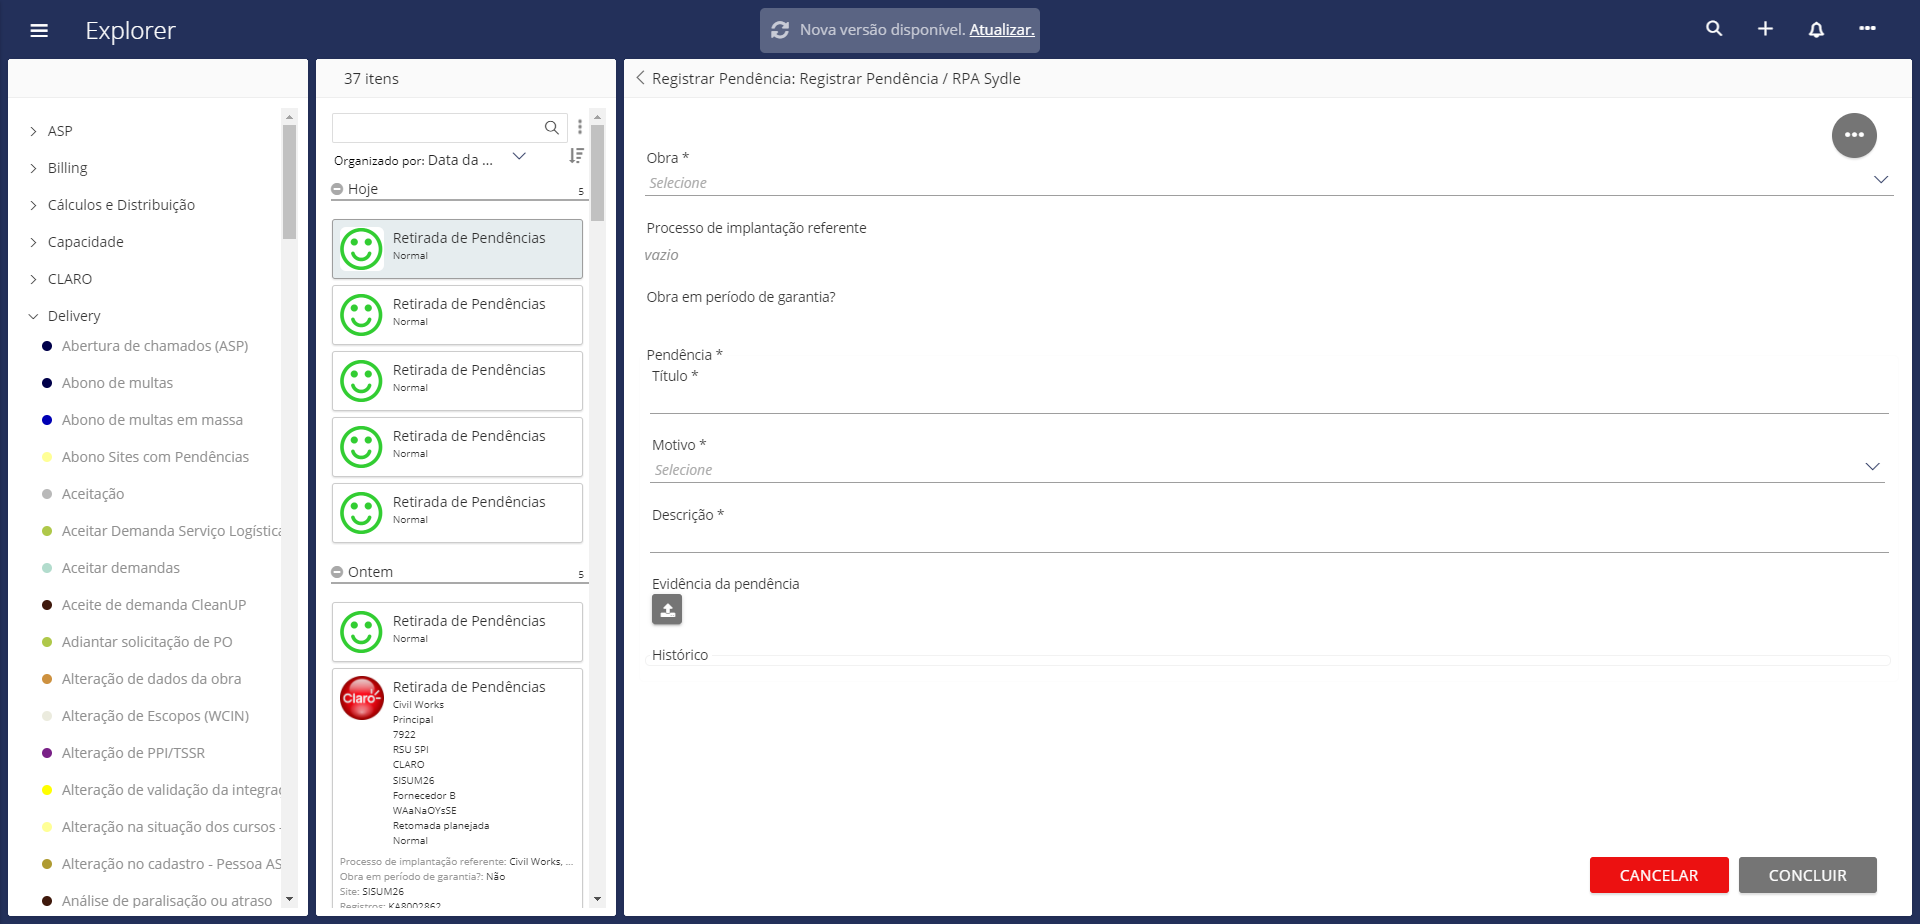 Explorer
Nova versão disponível. Atualizar.
ASP
Billing
Cálculos e Distribuição
Capacidade
CLARO
Delivery
Abertura de chamados (ASP)
Abono de multas
Abono de multas em massa
Abono Sites com Pendências
Aceitação
Aceitar Demanda Serviço Logística
Aceitar demandas
Aceite de demanda CleanUP
Adiantar solicitação de PO
Alteração de dados da obra
Alteração de Escopos (WCIN)
Alteração de PPI/TSSR
Alteração de validação da integraç
Alteração na situação dos cursos -
Alteração no cadastro - Pessoa AS
Análise de paralisação ou atraso
37 itens
Organizado por: Data da ...
Hoje 5
Retirada de Pendências
Normal
Retirada de Pendências
Normal
Retirada de Pendências
Normal
Retirada de Pendências
Normal
Retirada de Pendências
Normal
Ontem 5
Retirada de Pendências
Normal
Claro
Retirada de Pendências
Civil Works
Principal
7922
RSU SPI
CLARO
SISUM26
Fornecedor B
WAaNaOYsSE
Retomada planejada
Normal
Processo de implantação referente: Civil Works, ...
Obra em período de garantia?: Não
Site: SISUM26
Registros: KA8002862
Registrar Pendência: Registrar Pendência / RPA Sydle
Obra *
Selecione
Processo de implantação referente
vazio
Obra em período de garantia?
Pendência *
Título *
Motivo *
Selecione
Descrição *
Evidência da pendência
Histórico
CANCELAR
CONCLUIR